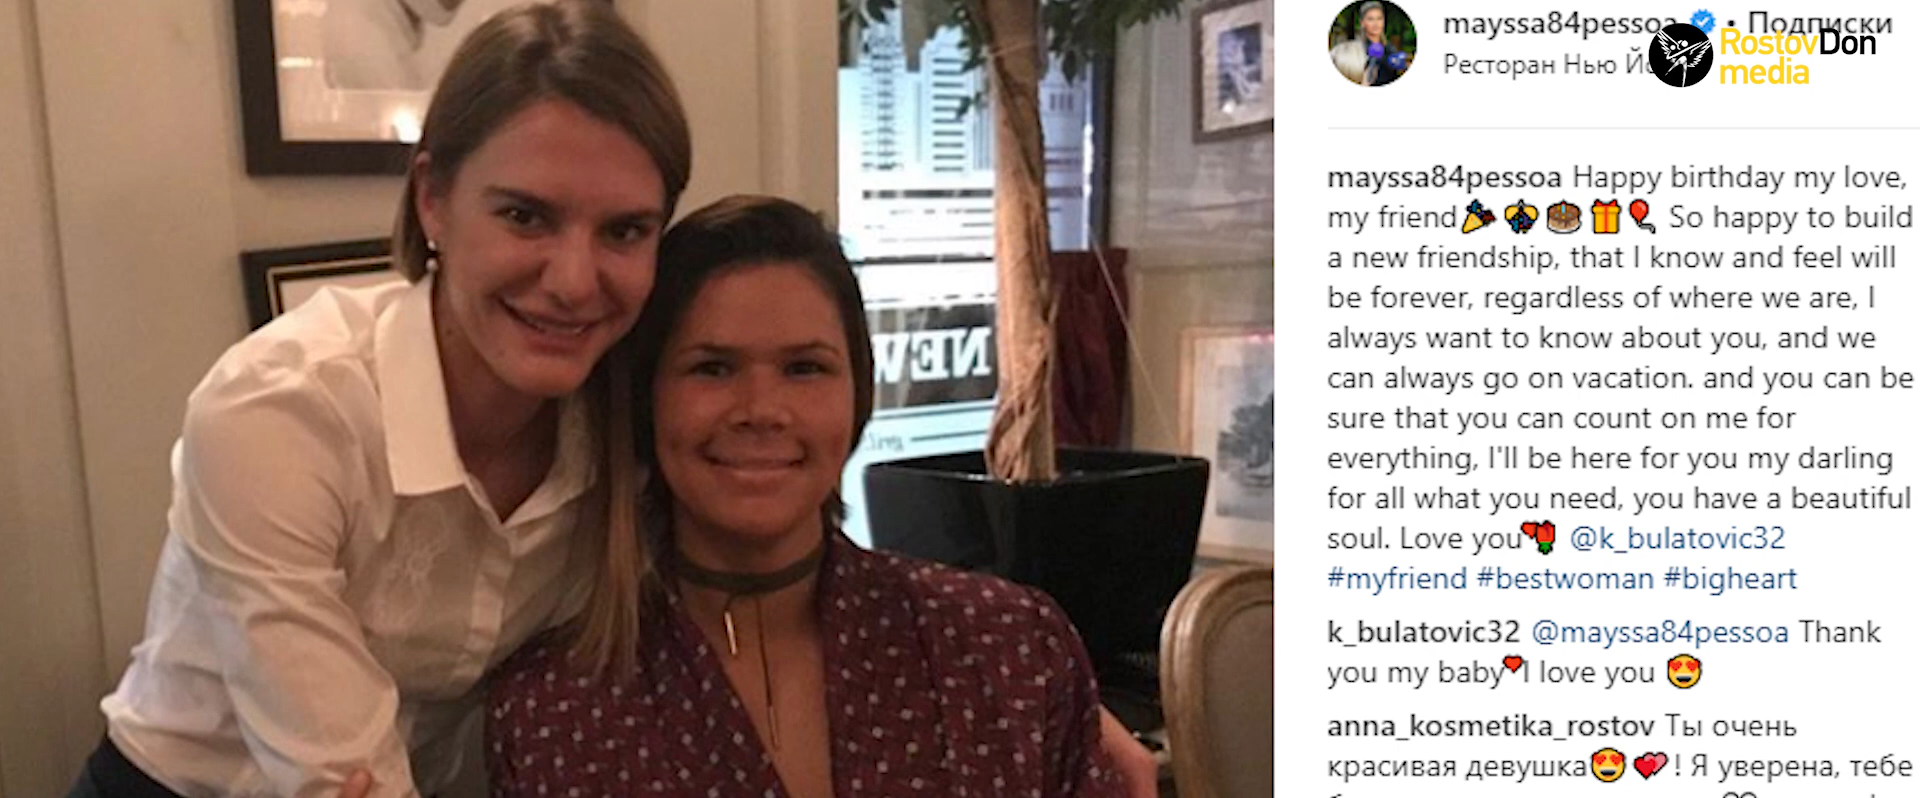 mayssa84pessoa • Подписки
Ресторан Нью
RostovDon
media
mayssa84pessoa Happy birthday my love,
my friend🎉🎊🎂🎁🎈 So happy to build
a new friendship, that I know and feel will
be forever, regardless of where we are, I
always want to know about you, and we
can always go on vacation. and you can be
sure that you can count on me for
everything, I'll be here for you my darling
for all what you need, you have a beautiful
soul. Love you❤🌹 @k_bulatovic32
#myfriend #bestwoman #bigheart
k_bulatovic32 @mayssa84pessoa Thank
you my baby❤I love you 😍
anna_kosmetika_rostov Ты очень
красивая девушка😍💕! Я уверена, тебе
NEW